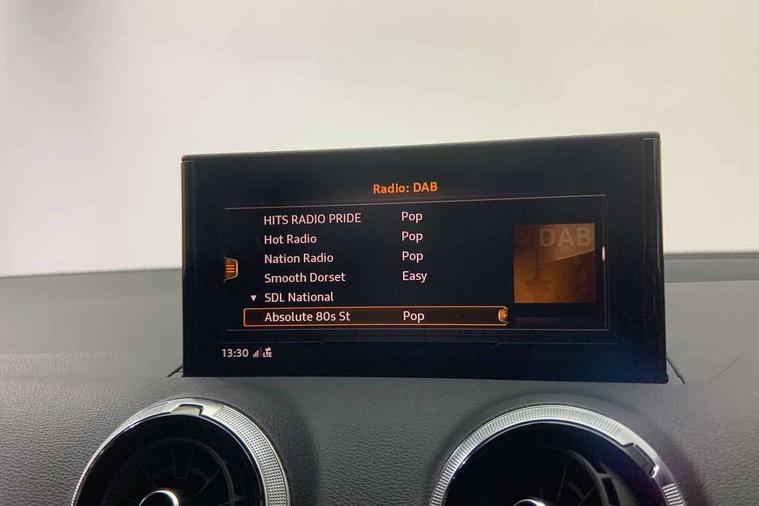 Radio: DAB
HITS RADIO PRIDE Pop
Hot Radio Pop
Nation Radio Pop
Smooth Dorset Easy
SDL National
Absolute 80s St Pop
DAB
13:30 LTE